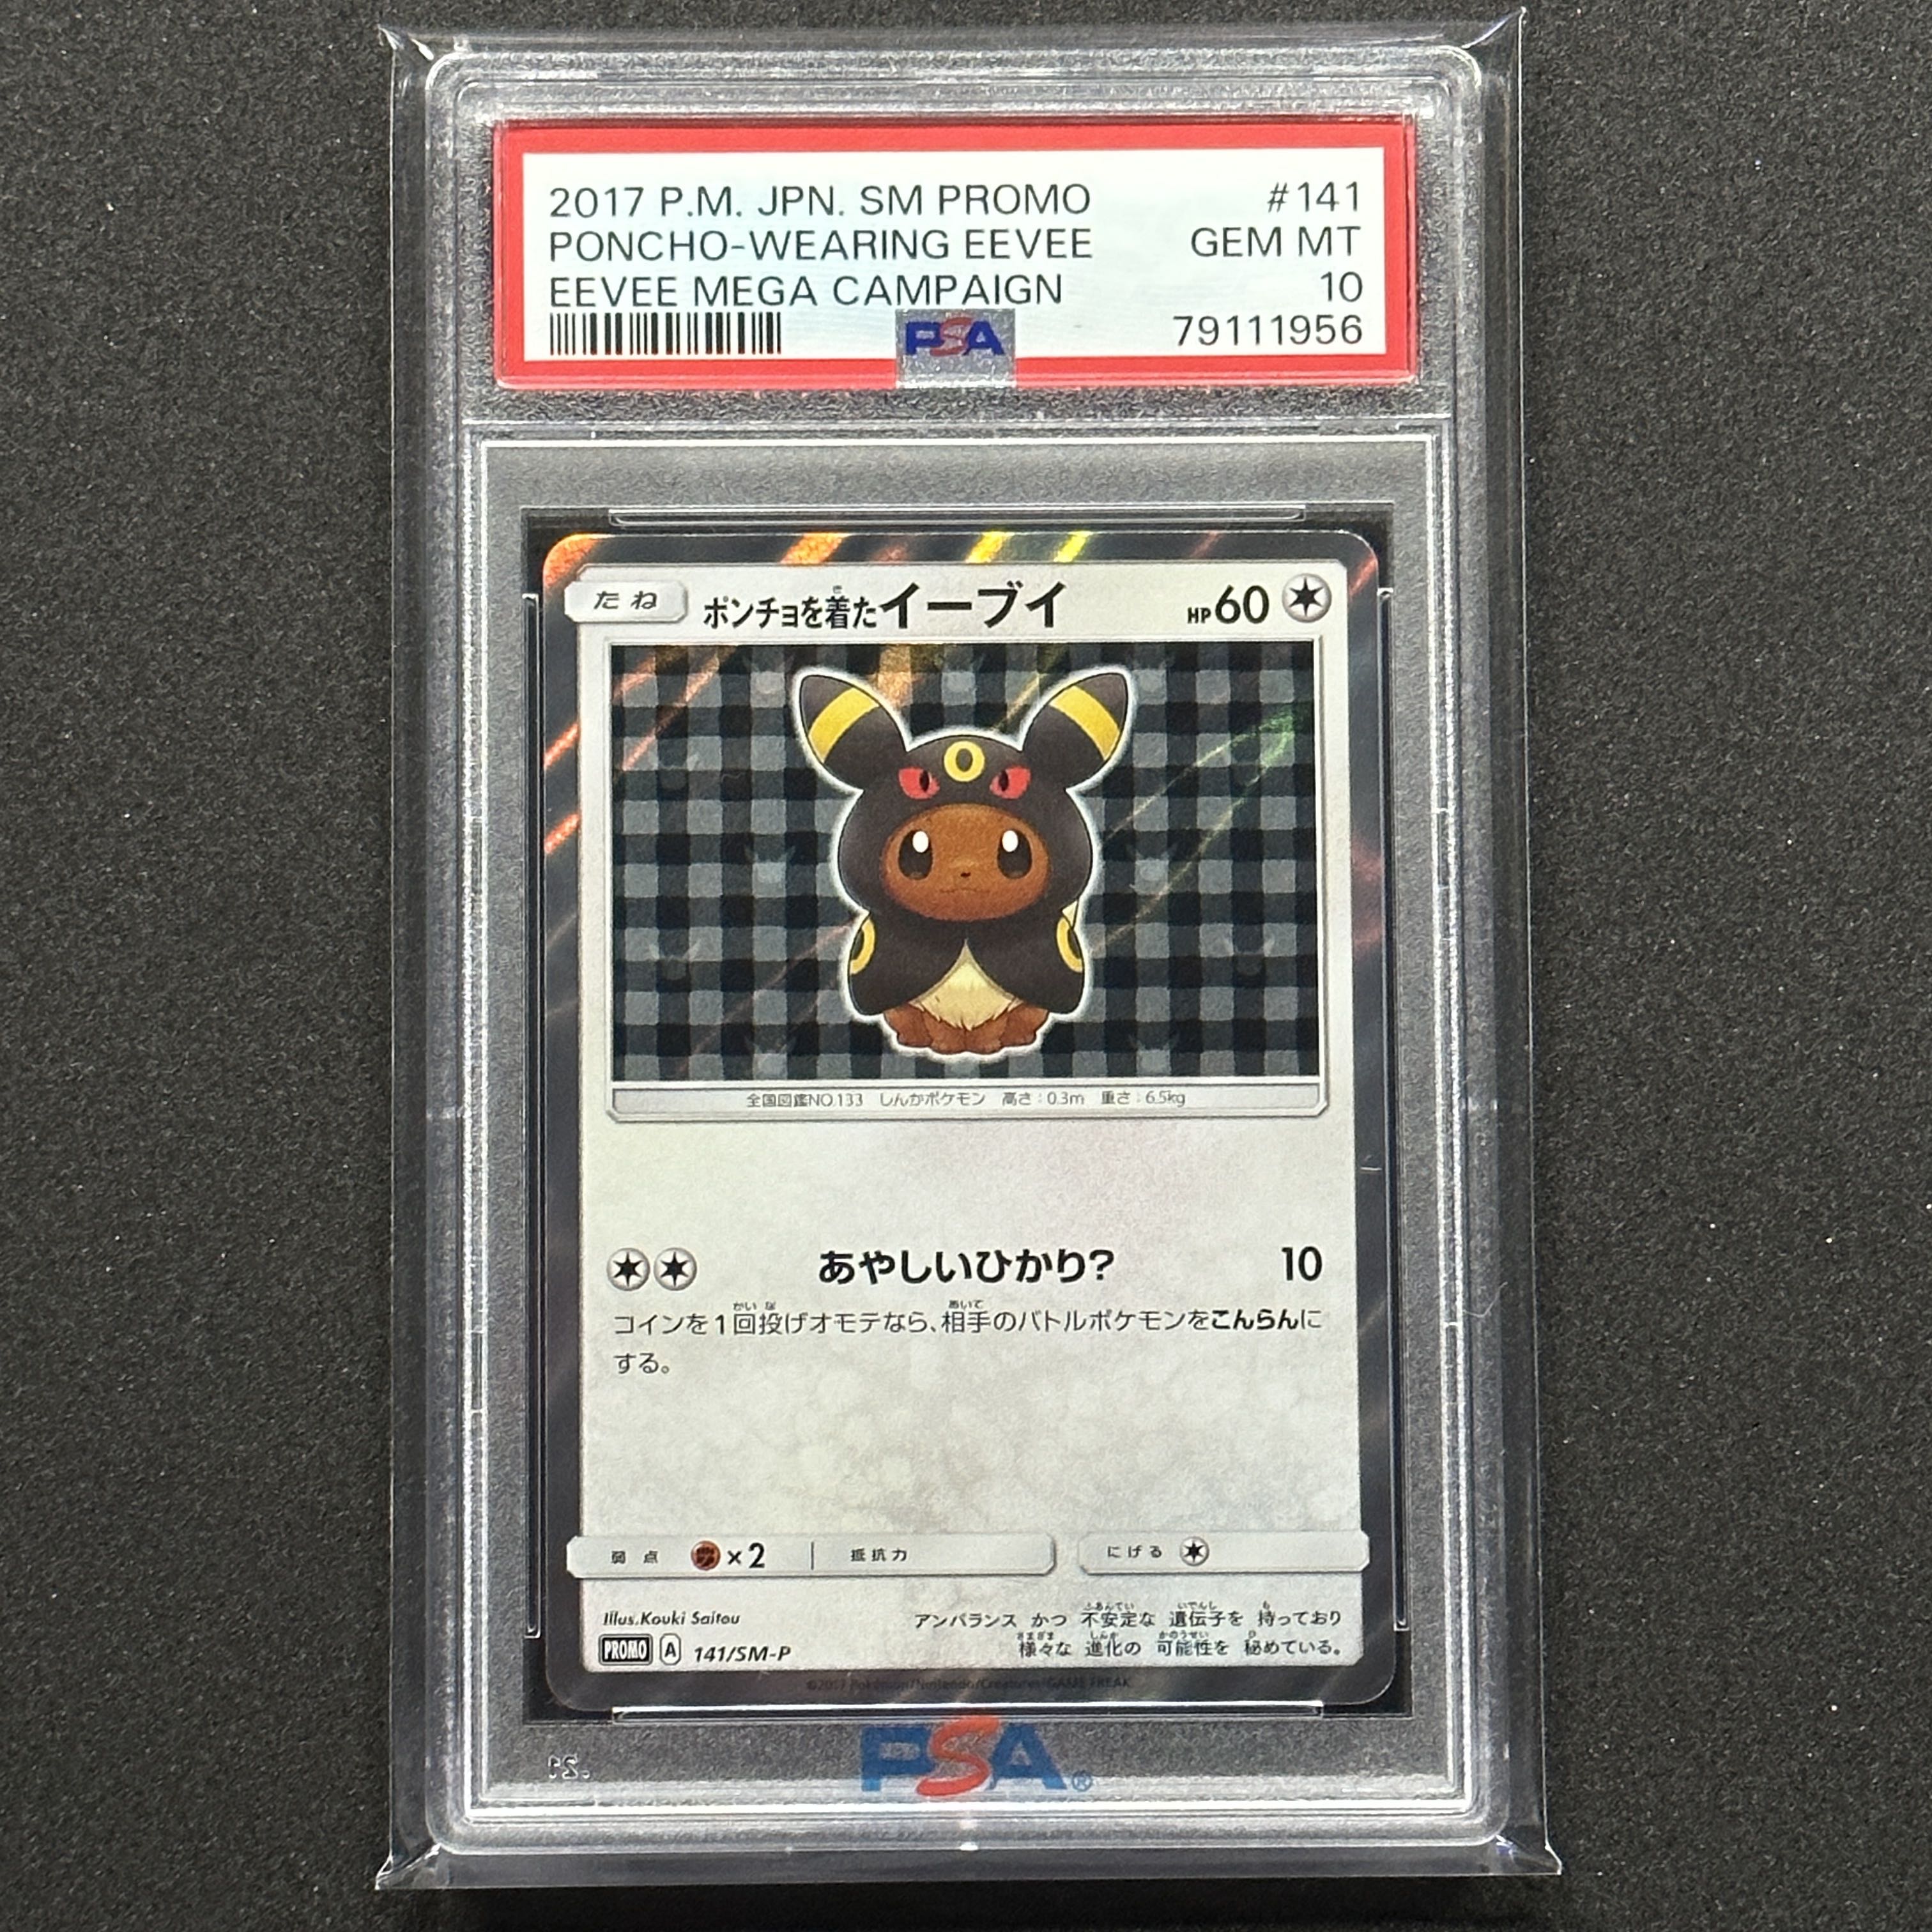 2017 P.M. JPN. SM PROMO #141
PONCHO-WEARING EEVEE GEM MT
EEVEE MEGA CAMPAIGN 10
PSA 79111956
たね ポンチョを着たイーブイ HP60
全国図鑑NO.133 しんかポケモン 高さ:0.3m 重さ:6.5kg
あやしいひかり? 10
コインを1回投げオモテなら、相手のバトルポケモンをこんらんに
する。
弱点 ×2 抵抗力 にげる
Illus.Kouki Saitou
アンバランス かつ 不安定な 遺伝子を 持っており
様々な 進化の 可能性を 秘めている。
PROMO A 141/SM-P
©2017 Pokémon/Nintendo/Creatures/GAME FREAK.
PSA®